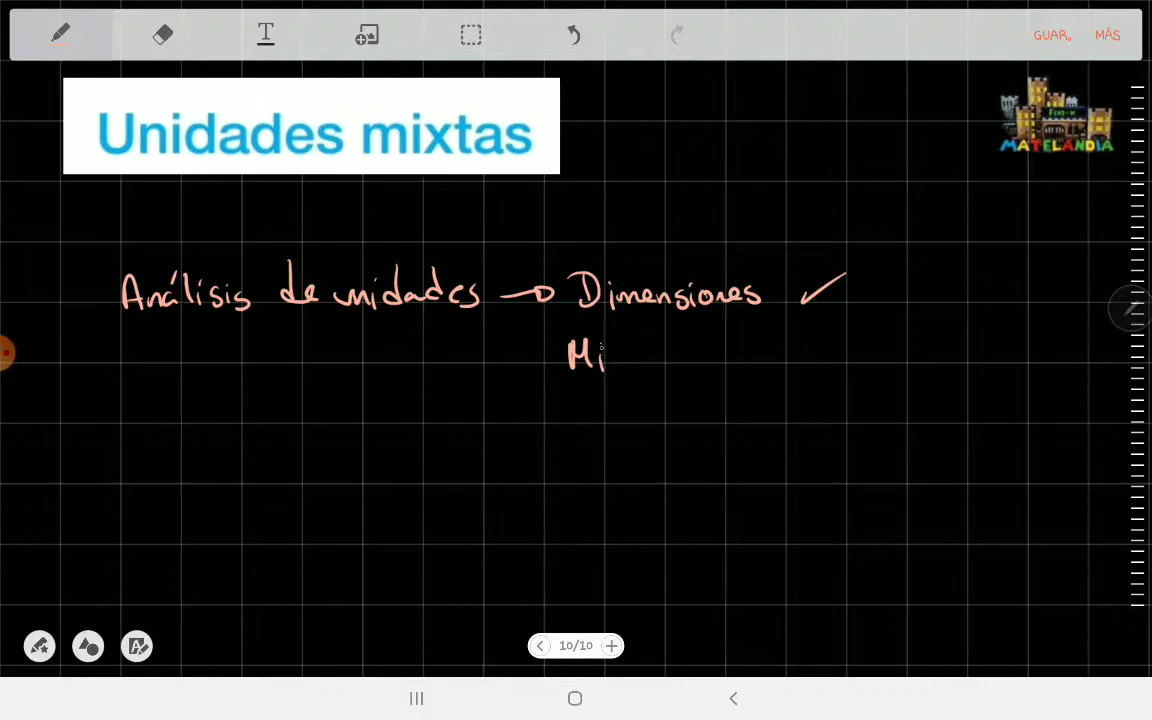 T
GUAR.
MÁS
Unidades mixtas
MATELANDIA
Análisis de unidades → Dimensiones ✓
Mi
10/10